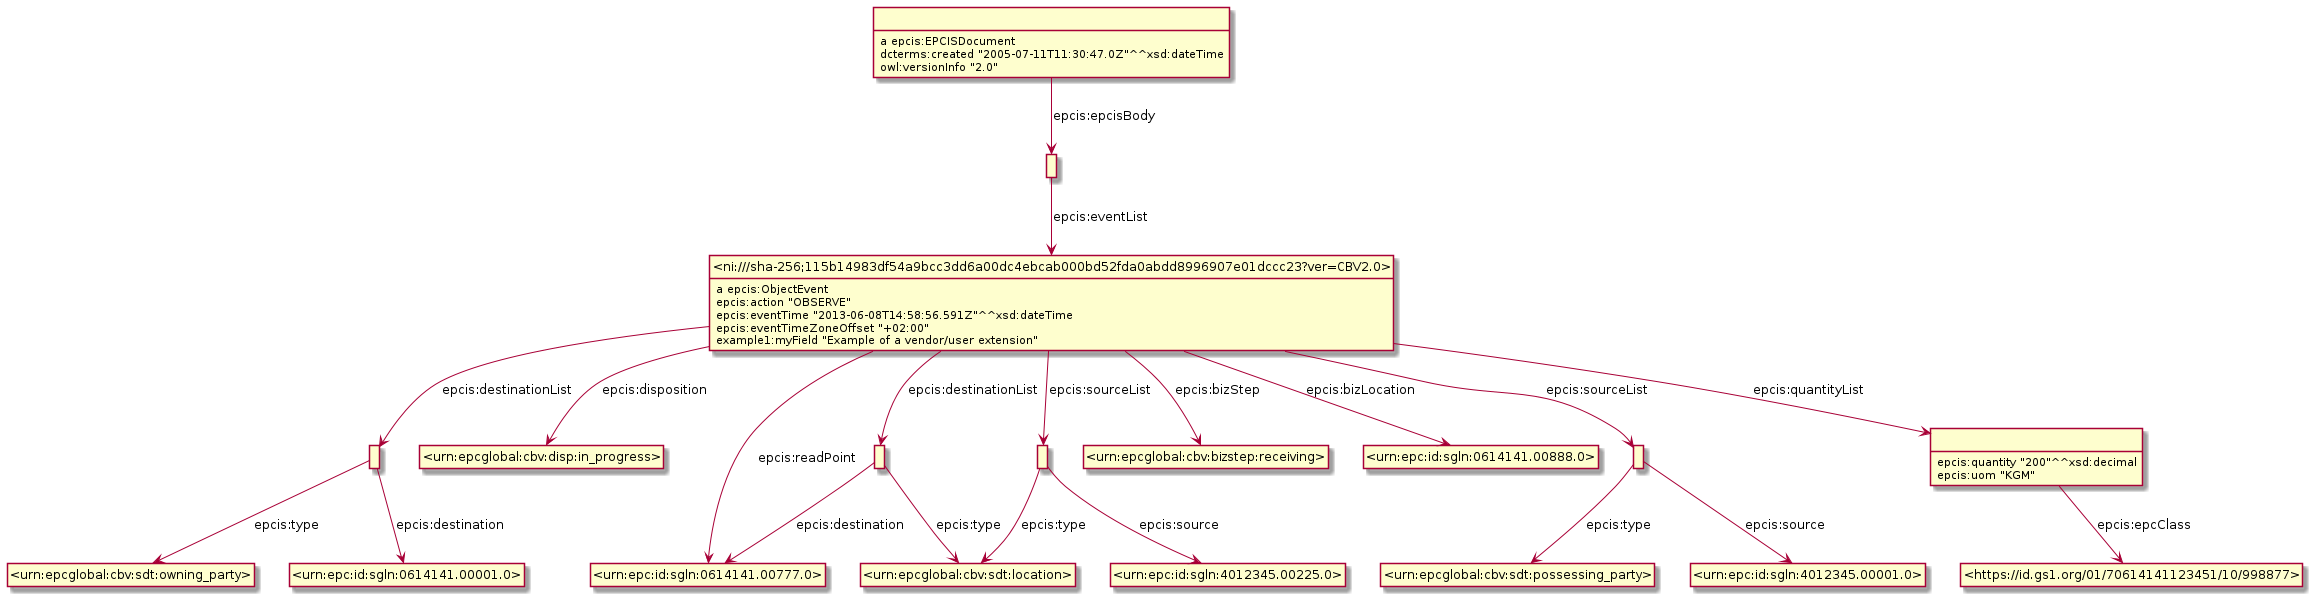 a epcis:EPCISDocument
dcterms:created "2005-07-11T11:30:47.0Z"^^xsd:dateTime
owl:versionInfo "2.0"
epcis:epcisBody
epcis:eventList
<ni:///sha-256;115b14983df54a9bcc3dd6a00dc4ebcab000bd52fda0abdd8996907e01dccc23?ver=CBV2.0>
a epcis:ObjectEvent
epcis:action "OBSERVE"
epcis:eventTime "2013-06-08T14:58:56.591Z"^^xsd:dateTime
epcis:eventTimeZoneOffset "+02:00"
example1:myField "Example of a vendor/user extension"
epcis:destinationList
epcis:disposition
epcis:destinationList
epcis:sourceList
epcis:bizStep
epcis:bizLocation
epcis:sourceList
epcis:quantityList
<urn:epcglobal:cbv:disp:in_progress>
epcis:readPoint
<urn:epcglobal:cbv:bizstep:receiving>
<urn:epc:id:sgln:0614141.00888.0>
epcis:quantity "200"^^xsd:decimal
epcis:uom "KGM"
epcis:type
epcis:destination
epcis:destination
epcis:type
epcis:type
epcis:source
epcis:type
epcis:source
epcis:epcClass
<urn:epcglobal:cbv:sdt:owning_party>
<urn:epc:id:sgln:0614141.00001.0>
<urn:epc:id:sgln:0614141.00777.0>
<urn:epcglobal:cbv:sdt:location>
<urn:epc:id:sgln:4012345.00225.0>
<urn:epcglobal:cbv:sdt:possessing_party>
<urn:epc:id:sgln:4012345.00001.0>
<https://id.gs1.org/01/70614141123451/10/998877>